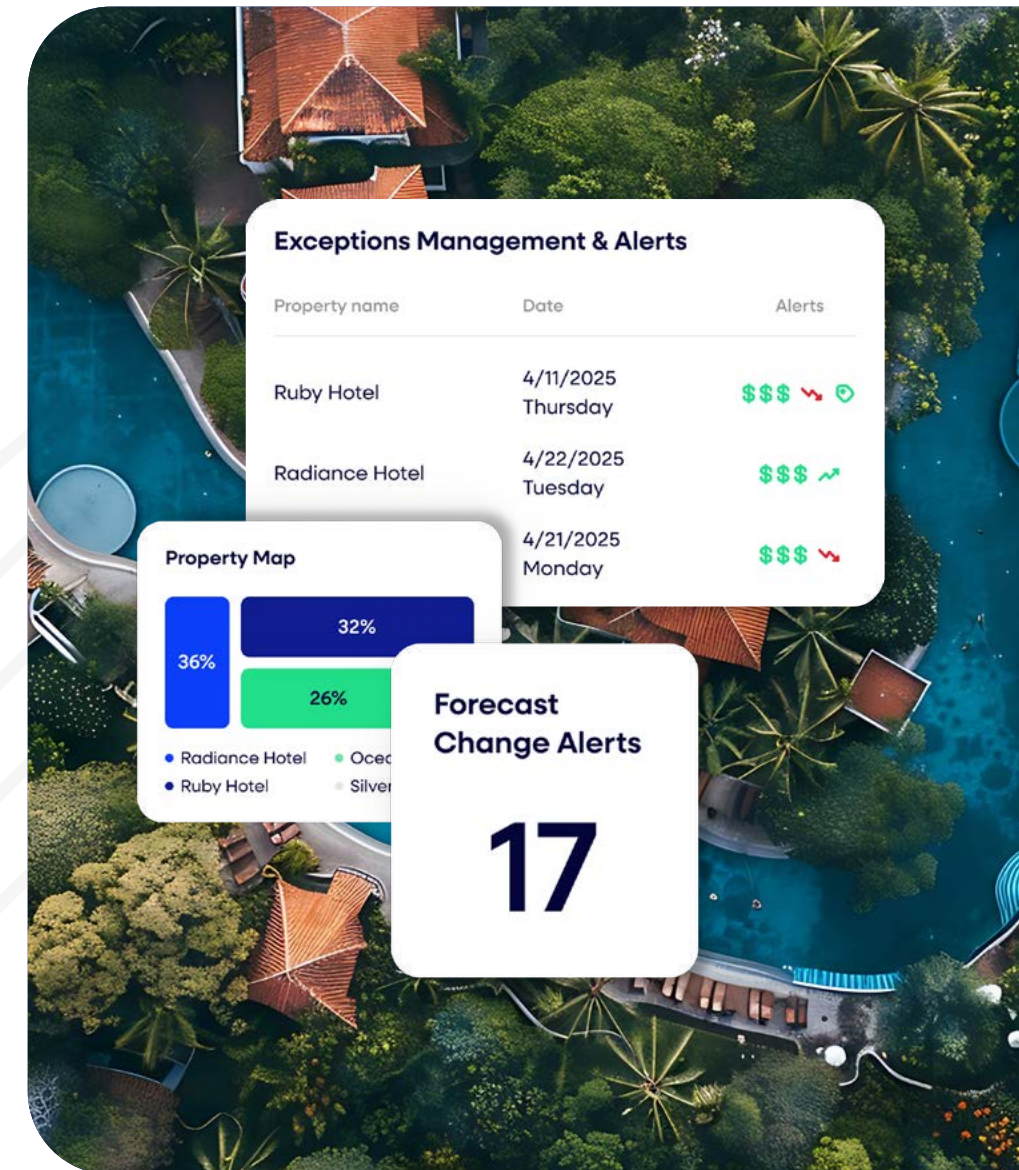 Exceptions Management & Alerts
Property name Date Alerts
Ruby Hotel
4/11/2025
Thursday
$$$
Radiance Hotel
4/22/2025
Tuesday
$$$
4/21/2025
Monday
$$$
Property Map
36%
32%
26%
Radiance Hotel
Ruby Hotel
Silver
Forecast
Change Alerts
17